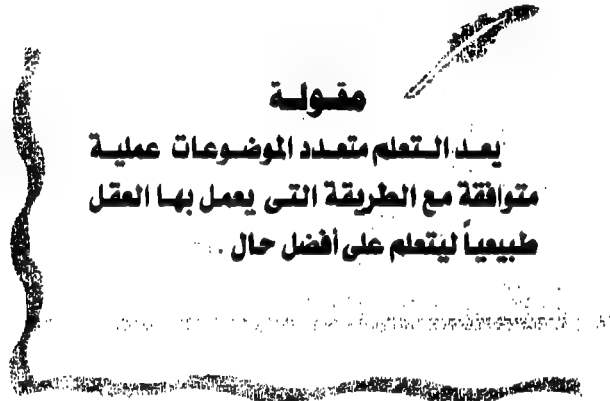 مقولة
يعد التعلم متعدد الموضوعات عملية
متوافقة مع الطريقة التى يعمل بها العقل
طبيعياً ليتعلم على أفضل حال .